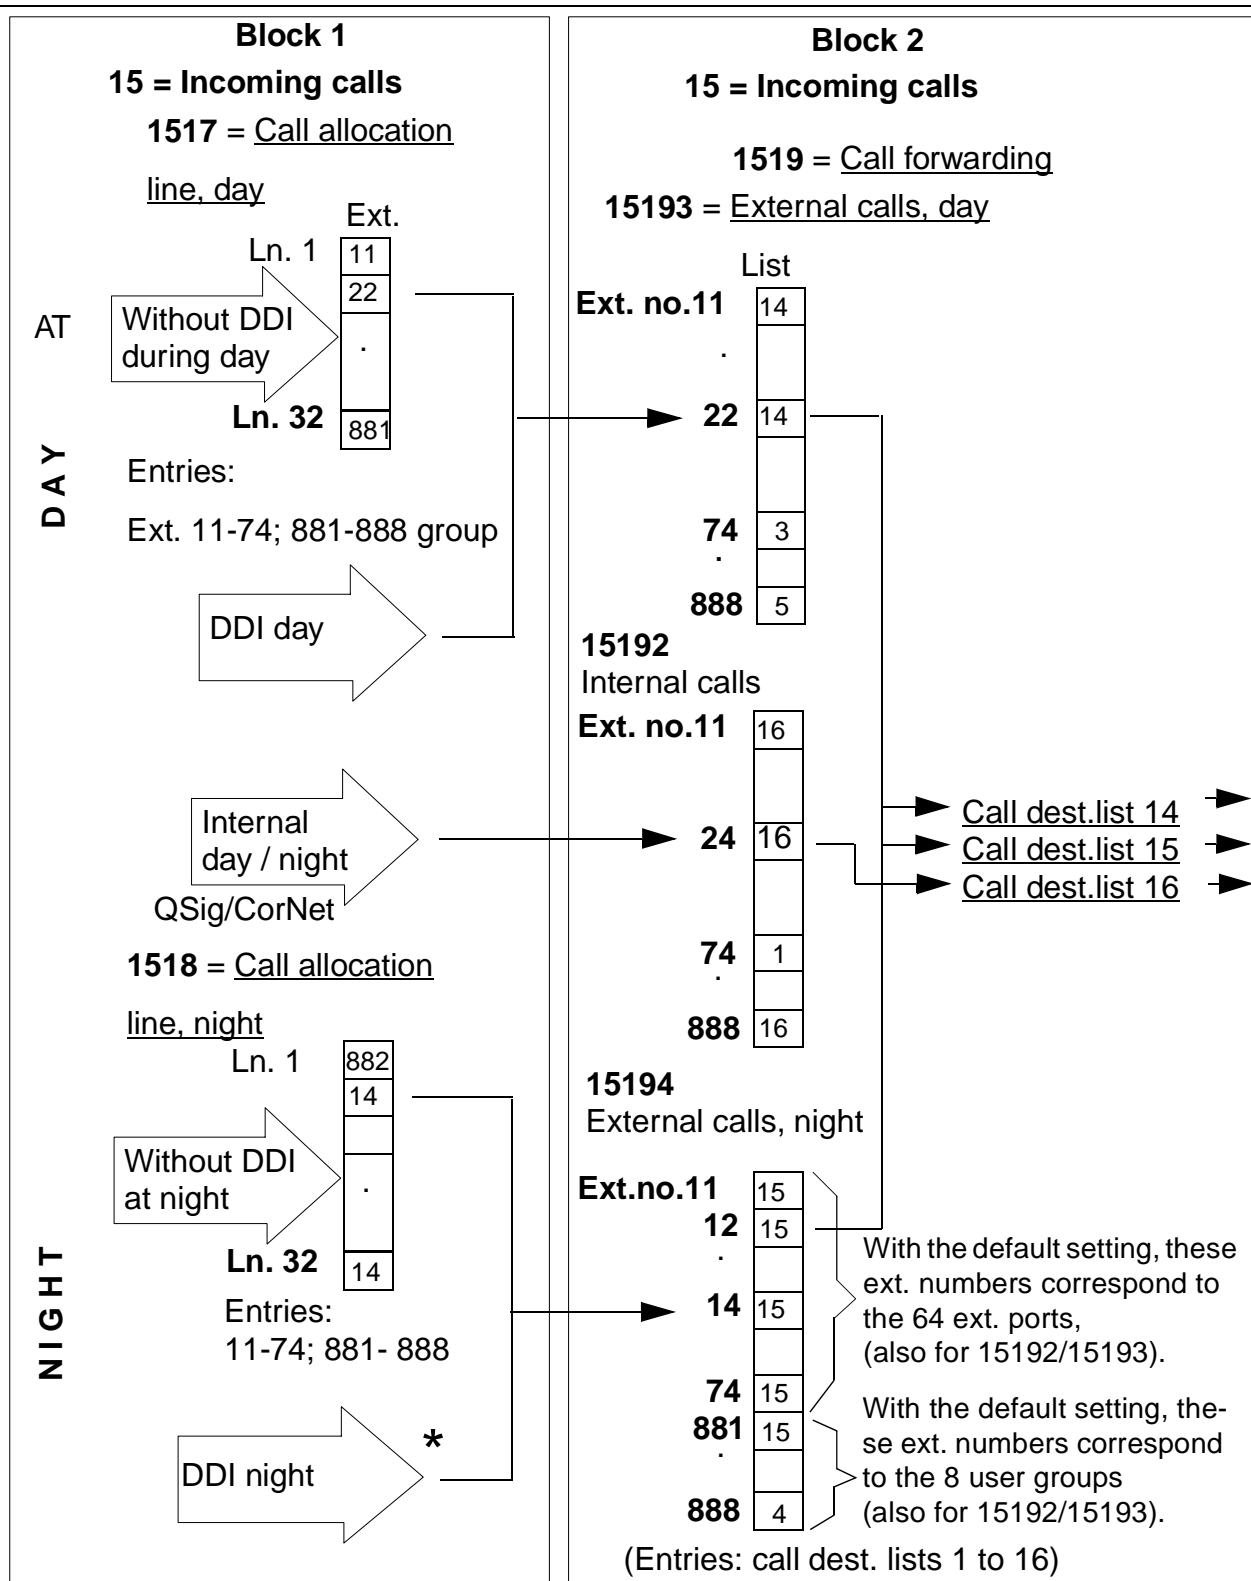 Block 1
15 = Incoming calls
1517 = Call allocation
line, day
Ext.
Ln. 1
11
22
AT
Without DDI
during day
.
Ln. 32
881
DAY
Entries:
Ext. 11-74; 881-888 group
DDI day
Internal
day / night
QSig/CorNet
1518 = Call allocation
line, night
Ln. 1
882
14
Without DDI
at night
.
Ln. 32
14
NIGHT
Entries:
11-74; 881- 888
DDI night
*
Block 2
15 = Incoming calls
1519 = Call forwarding
15193 = External calls, day
List
Ext. no.11 14
.
22 14
74 3
.
888 5
15192
Internal calls
Ext. no.11 16
24 16
74 1
.
888 16
Call dest.list 14
Call dest.list 15
Call dest.list 16
15194
External calls, night
Ext.no.11 15
12 15
.
14 15
74 15
881 15
.
888 4
With the default setting, these
ext. numbers correspond to
the 64 ext. ports,
(also for 15192/15193).
With the default setting, the-
se ext. numbers correspond
to the 8 user groups
(also for 15192/15193).
(Entries: call dest. lists 1 to 16)